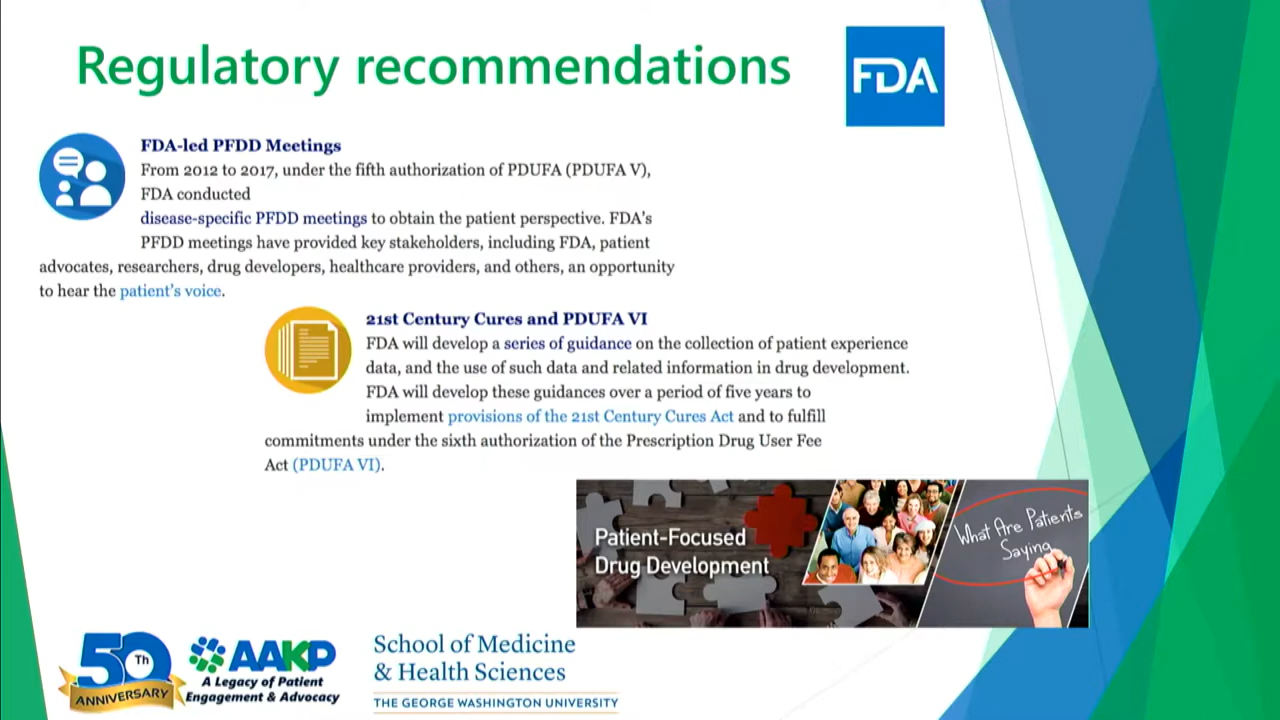 Regulatory recommendations
FDA
FDA-led PFDD Meetings
From 2012 to 2017, under the fifth authorization of PDUFA (PDUFA V),
FDA conducted
disease-specific PFDD meetings to obtain the patient perspective. FDA's
PFDD meetings have provided key stakeholders, including FDA, patient
advocates, researchers, drug developers, healthcare providers, and others, an opportunity
to hear the patient's voice.
21st Century Cures and PDUFA VI
FDA will develop a series of guidance on the collection of patient experience
data, and the use of such data and related information in drug development.
FDA will develop these guidances over a period of five years to
implement provisions of the 21st Century Cures Act and to fulfill
commitments under the sixth authorization of the Prescription Drug User Fee
Act (PDUFA VI).
Patient-Focused
Drug Development
What Are Patients
Saying
50Th
ANNIVERSARY
AAKP
A Legacy of Patient
Engagement & Advocacy
School of Medicine
& Health Sciences
THE GEORGE WASHINGTON UNIVERSITY